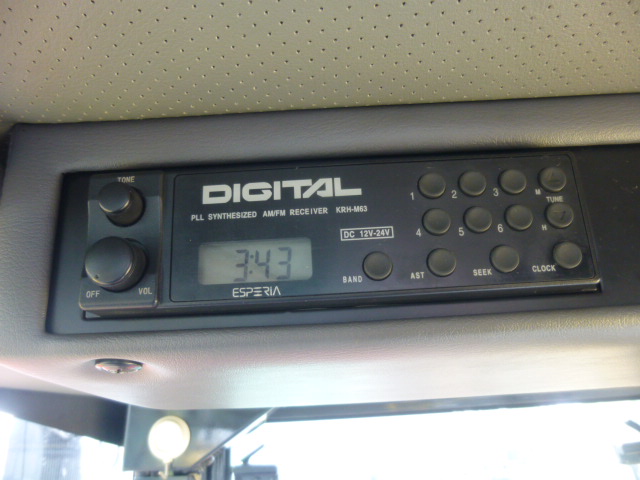 TONE
DIGITAL
PLL SYNTHESIZED AM/FM RECEIVER KRH-M63
DC 12V-24V
3:43
ESPERIA
OFF VOL
1 2 3 M
TUNE
4 5 6 H
BAND AST SEEK CLOCK